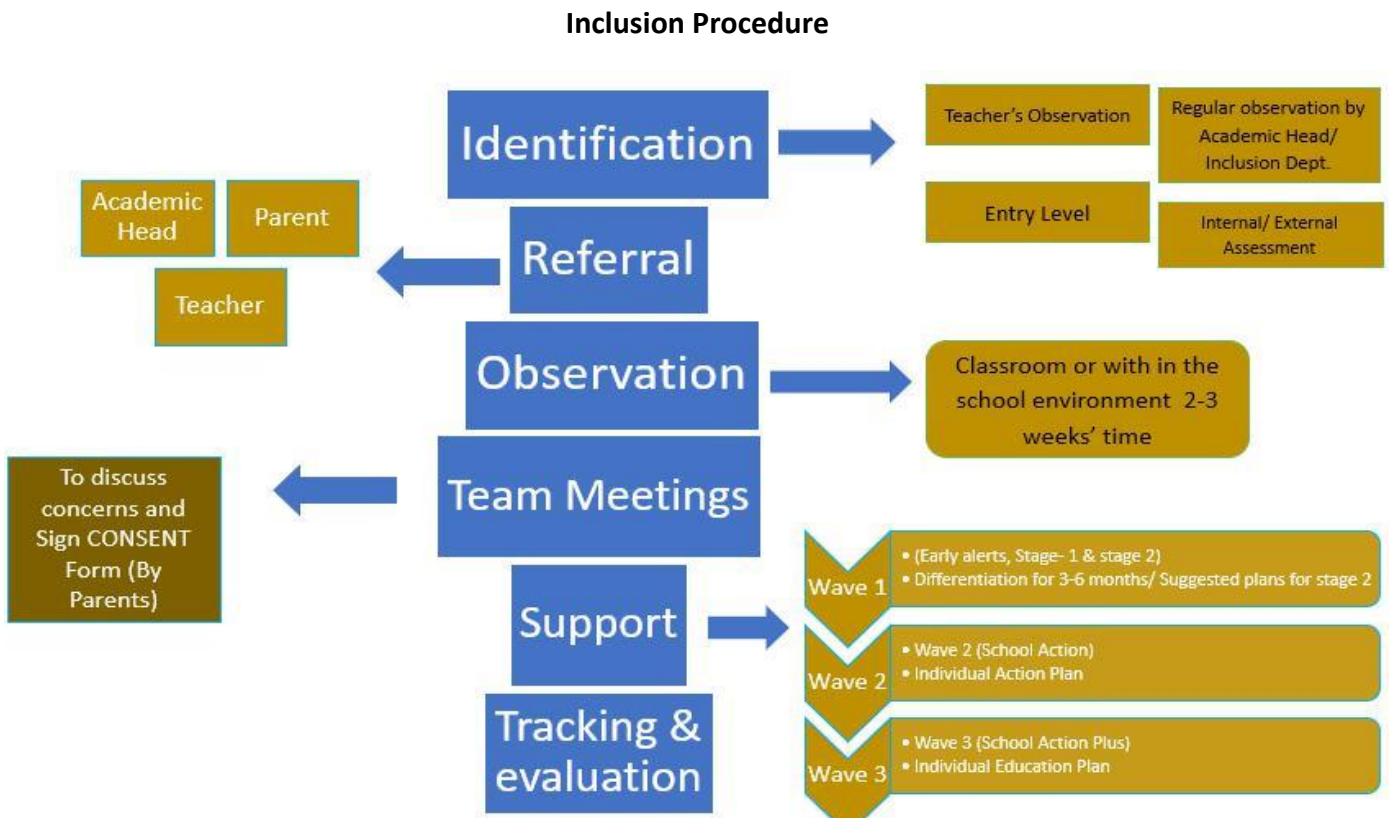 Inclusion Procedure
Identification
Teacher's Observation
Regular observation by
Academic Head/
Inclusion Dept.
Entry Level
Internal/ External
Assessment
Referral
Academic
Head
Parent
Teacher
Observation
Classroom or with in the
school environment 2-3
weeks' time
Team Meetings
To discuss
concerns and
Sign CONSENT
Form (By
Parents)
Support
Wave 1
• (Early alerts, Stage- 1 & stage 2)
• Differentiation for 3-6 months/ Suggested plans for stage 2
Wave 2
• Wave 2 (School Action)
• Individual Action Plan
Wave 3
• Wave 3 (School Action Plus)
• Individual Education Plan
Tracking &
evaluation